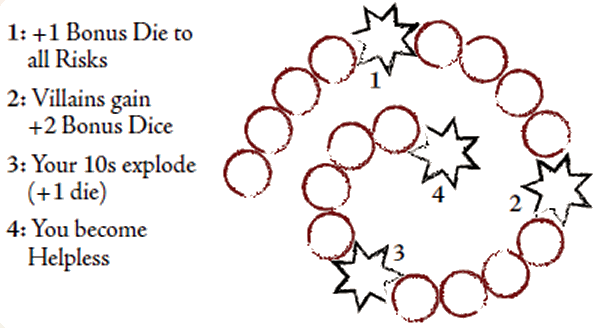 1: +1 Bonus Die to
all Risks
2: Villains gain
+2 Bonus Dice
3: Your 10s explode
(+1 die)
4: You become
Helpless
1
2
3
4